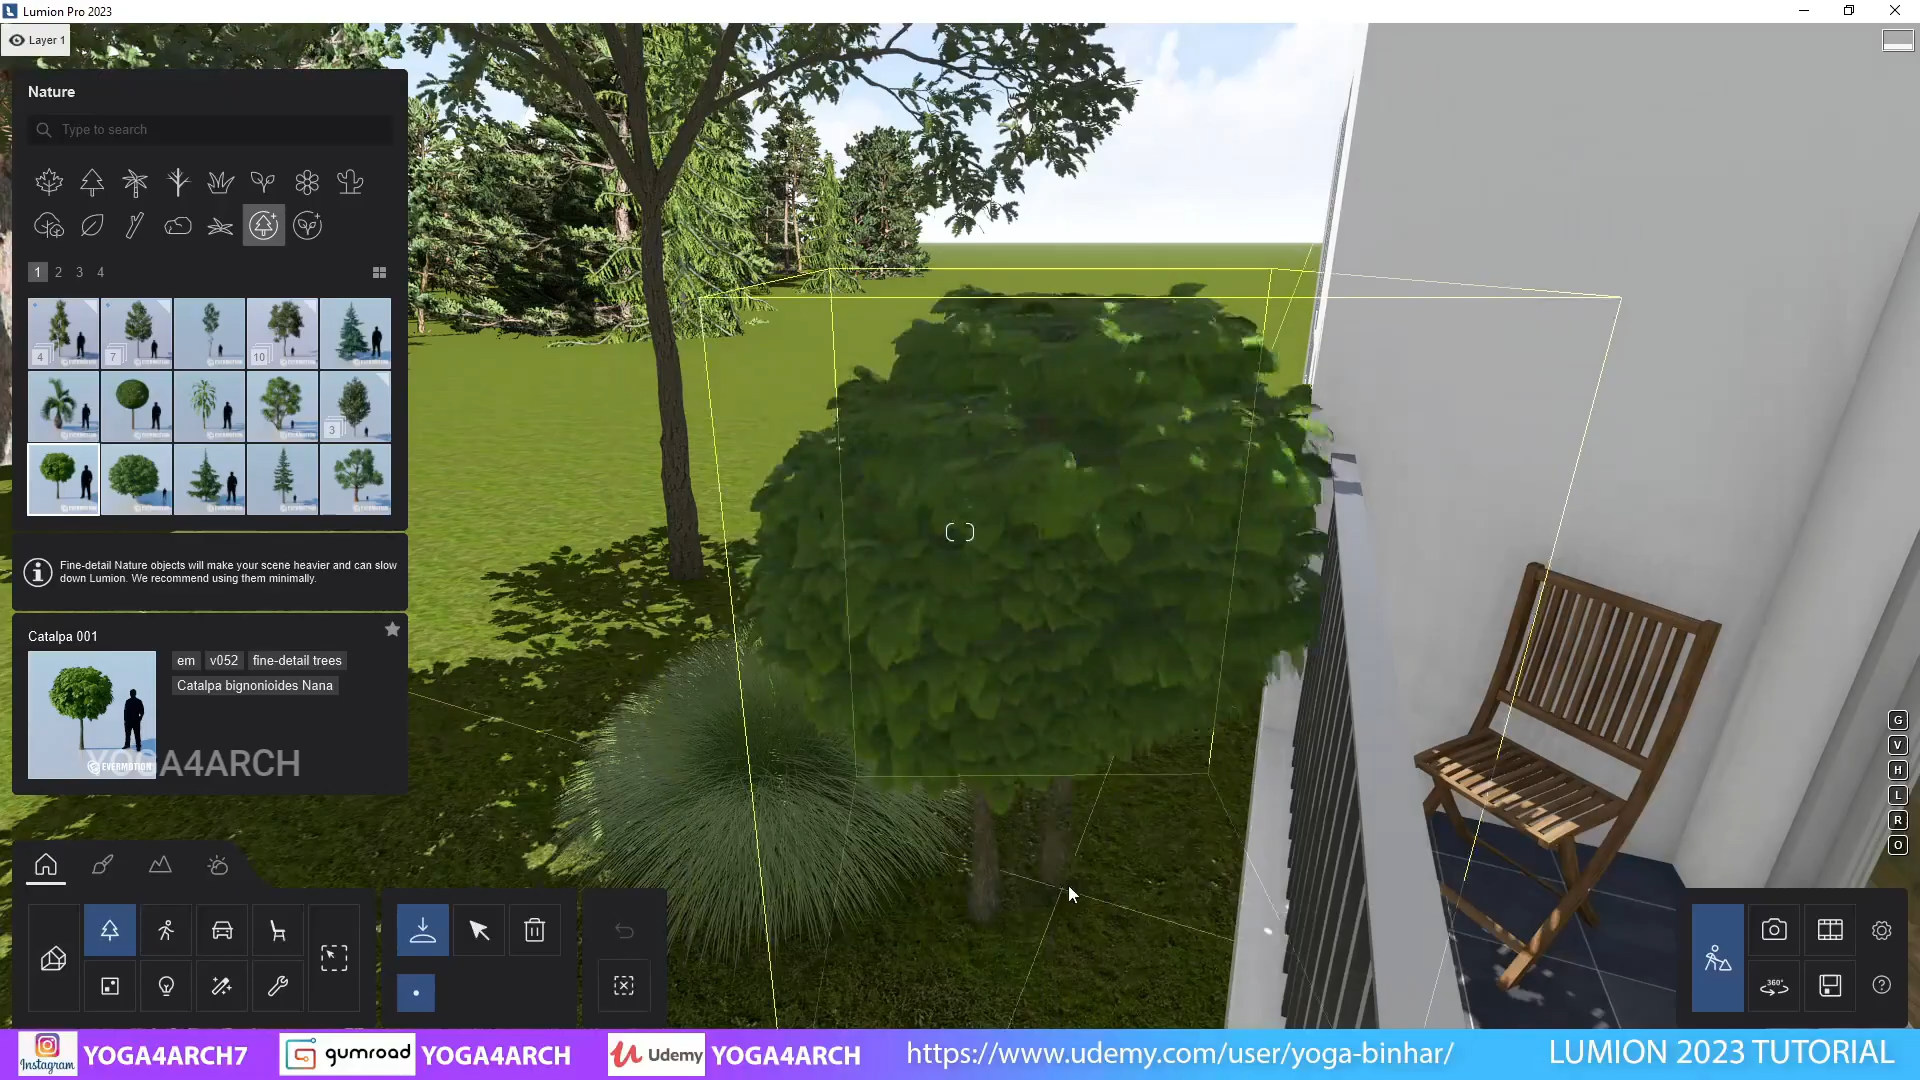 Lumion Pro 2023
Layer 1
Nature
Type to search
1 2 3 4
4
7
10
3
Fine-detail Nature objects will make your scene heavier and can slow
down Lumion. We recommend using them minimally.
Catalpa 001
em v052 fine-detail trees
Catalpa bignonioides Nana
EVERMOTION
YOGA4ARCH
G
V
H
L
R
O
360°
Instagram YOGA4ARCH7 gumroad YOGA4ARCH Udemy YOGA4ARCH https://www.udemy.com/user/yoga-binhar/ LUMION 2023 TUTORIAL